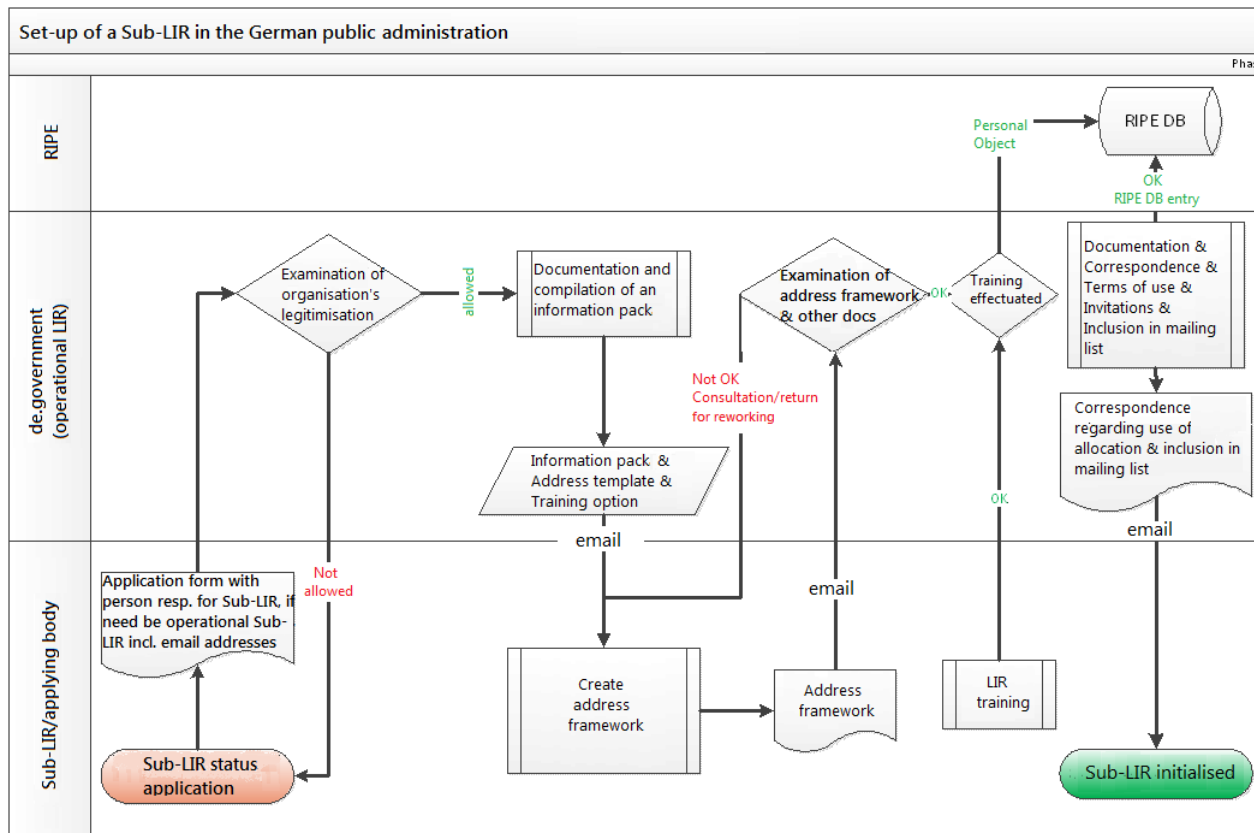 Set-up of a Sub-LIR in the German public administration
Pha
RIPE
Personal
Object
RIPE DB
OK
RIPE DB entry
de.government
(operational LIR)
Examination of
organisation's
legitimisation
allowed
Documentation and
compilation of an
information pack
Examination of
address framework
& other docs
OK
Training
effectuated
Documentation &
Correspondence &
Terms of use &
Invitations &
Inclusion in mailing
list
Not OK
Consultation/return
for reworking
Correspondence
regarding use of
allocation & inclusion in
mailing list
Information pack &
Address template &
Training option
OK
email
email
Sub-LIR/applying body
Application form with
person resp. for Sub-LIR, if
need be operational Sub-
LIR incl. email addresses
Not
allowed
email
Create
address
framework
Address
framework
LIR
training
Sub-LIR status
application
Sub-LIR initialised